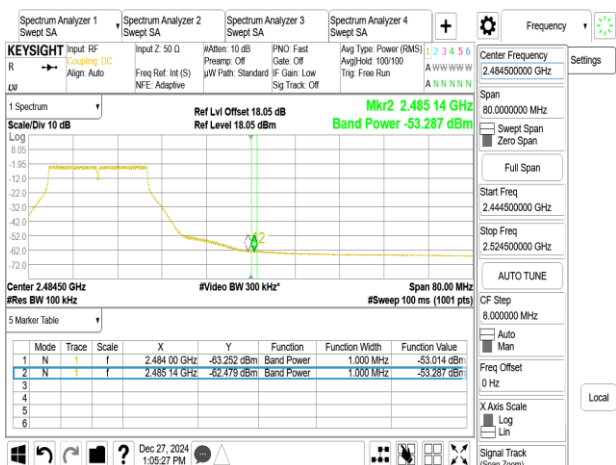 Spectrum Analyzer 1
Swept SA
Spectrum Analyzer 2
Swept SA
Spectrum Analyzer 3
Swept SA
Spectrum Analyzer 4
Swept SA
+
Frequency
KEYSIGHT
R
Input: RF
Coupling: DC
Align: Auto
Input Z: 50 Ω
Freq Ref: Int (S)
NFE: Adaptive
#Atten: 10 dB
Preamp: Off
µW Path: Standard
PNO: Fast
Gate: Off
IF Gain: Low
Sig Track: Off
Avg Type: Power (RMS)
Avg|Hold: 100/100
Trig: Free Run
1 2 3 4 5 6
A W W W W W
A N N N N N
1 Spectrum
Scale/Div 10 dB
Log
Ref Lvl Offset 18.05 dB
Ref Level 18.05 dBm
Mkr2 2.485 14 GHz
Band Power -53.287 dBm
8.05
-1.95
-12.0
-22.0
-32.0
-42.0
-52.0
-62.0
-72.0
2
Center 2.48450 GHz
#Res BW 100 kHz
#Video BW 300 kHz*
Span 80.00 MHz
#Sweep 100 ms (1001 pts)
5 Marker Table
Mode Trace Scale X Y Function Function Width Function Value
1 N 1 f 2.484 00 GHz -63.252 dBm Band Power 1.000 MHz -53.014 dBm
2 N 1 f 2.485 14 GHz -62.479 dBm Band Power 1.000 MHz -53.287 dBm
3
4
5
6
Dec 27, 2024
1:05:27 PM
Center Frequency
2.484500000 GHz
Span
80.0000000 MHz
Swept Span
Zero Span
Full Span
Start Freq
2.444500000 GHz
Stop Freq
2.524500000 GHz
AUTO TUNE
CF Step
8.000000 MHz
Auto
Man
Freq Offset
0 Hz
X Axis Scale
Log
Lin
Signal Track
(Span Zoom)
Settings
Local